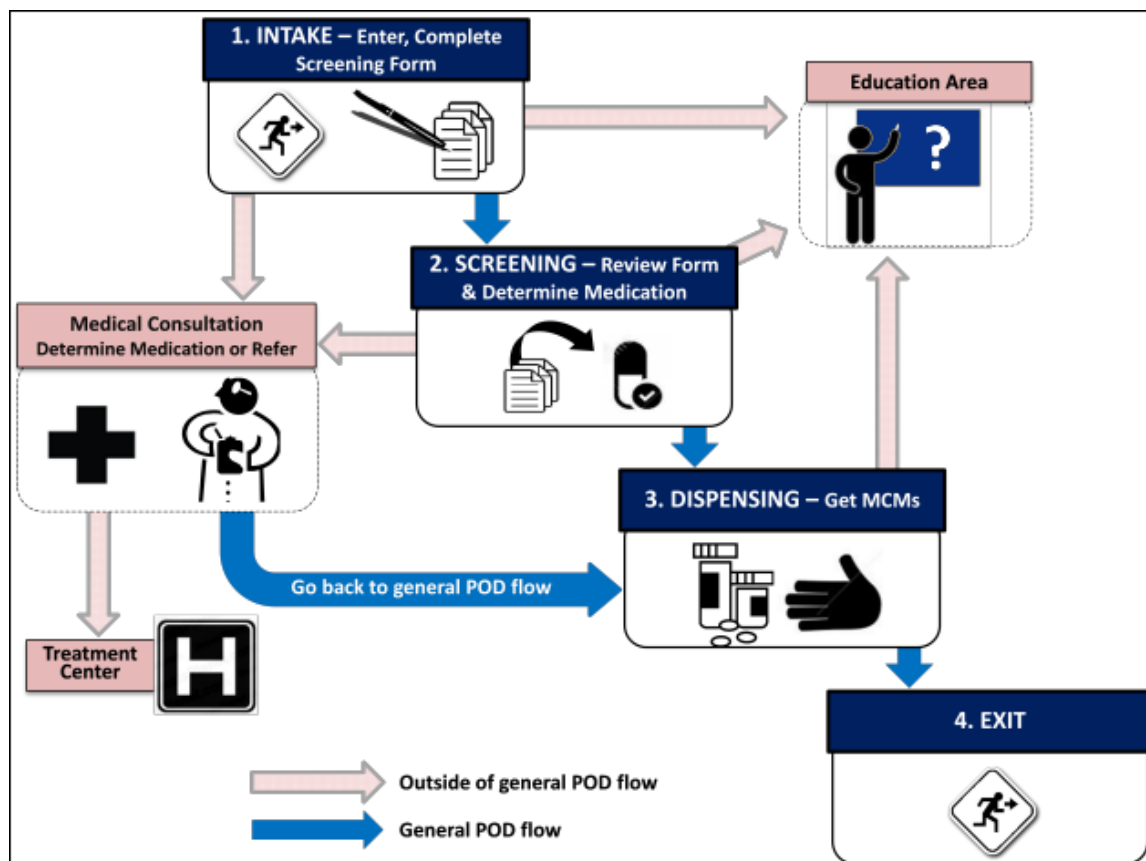 1. INTAKE – Enter, Complete
Screening Form
Education Area
?
2. SCREENING – Review Form
& Determine Medication
Medical Consultation
Determine Medication or Refer
3. DISPENSING – Get MCMs
Go back to general POD flow
Treatment
Center
H
4. EXIT
Outside of general POD flow
General POD flow